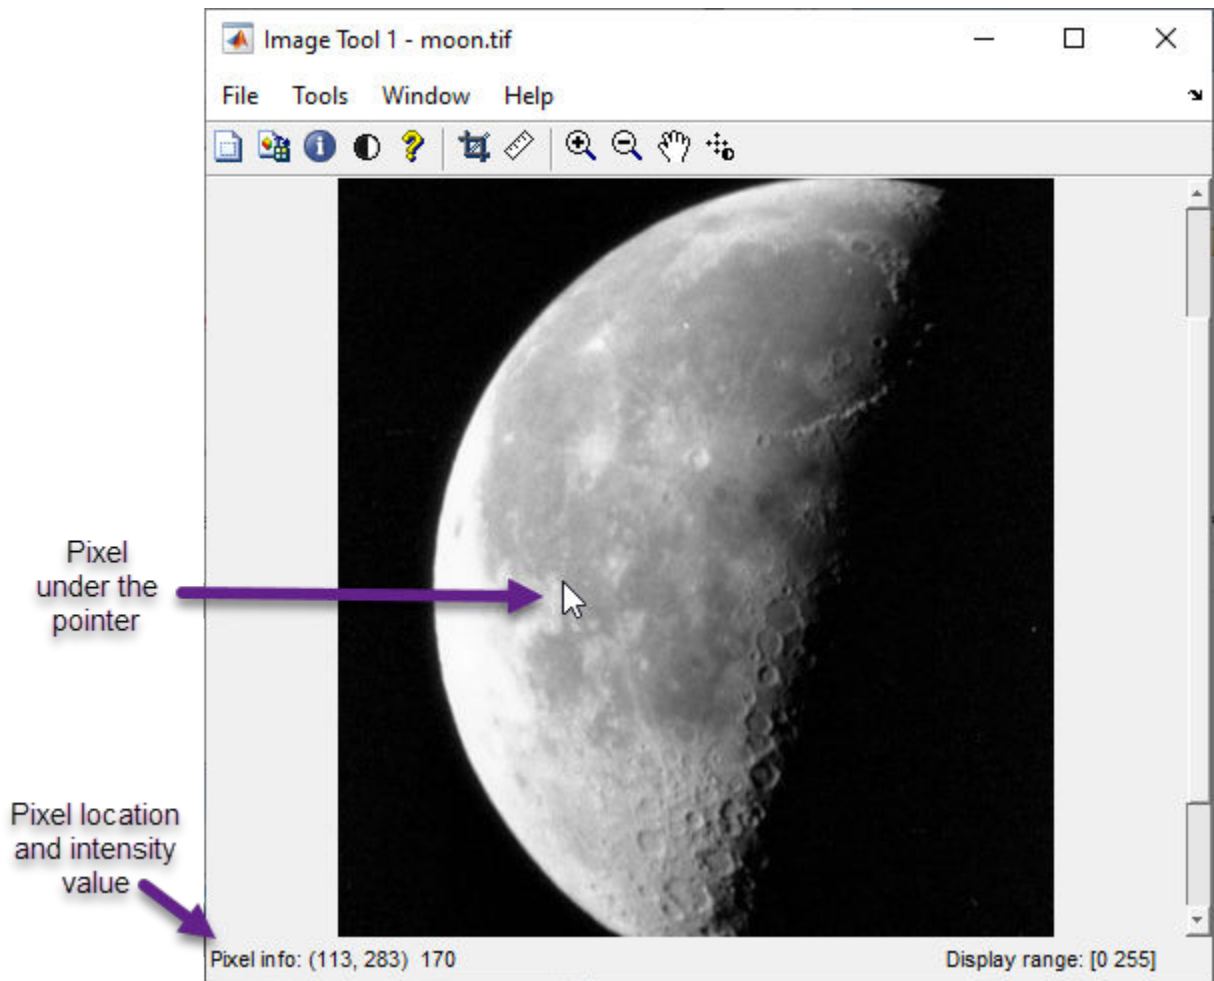 Image Tool 1 - moon.tif
File Tools Window Help
Pixel
under the
pointer
Pixel location
and intensity
value
Pixel info: (113, 283) 170
Display range: [0 255]